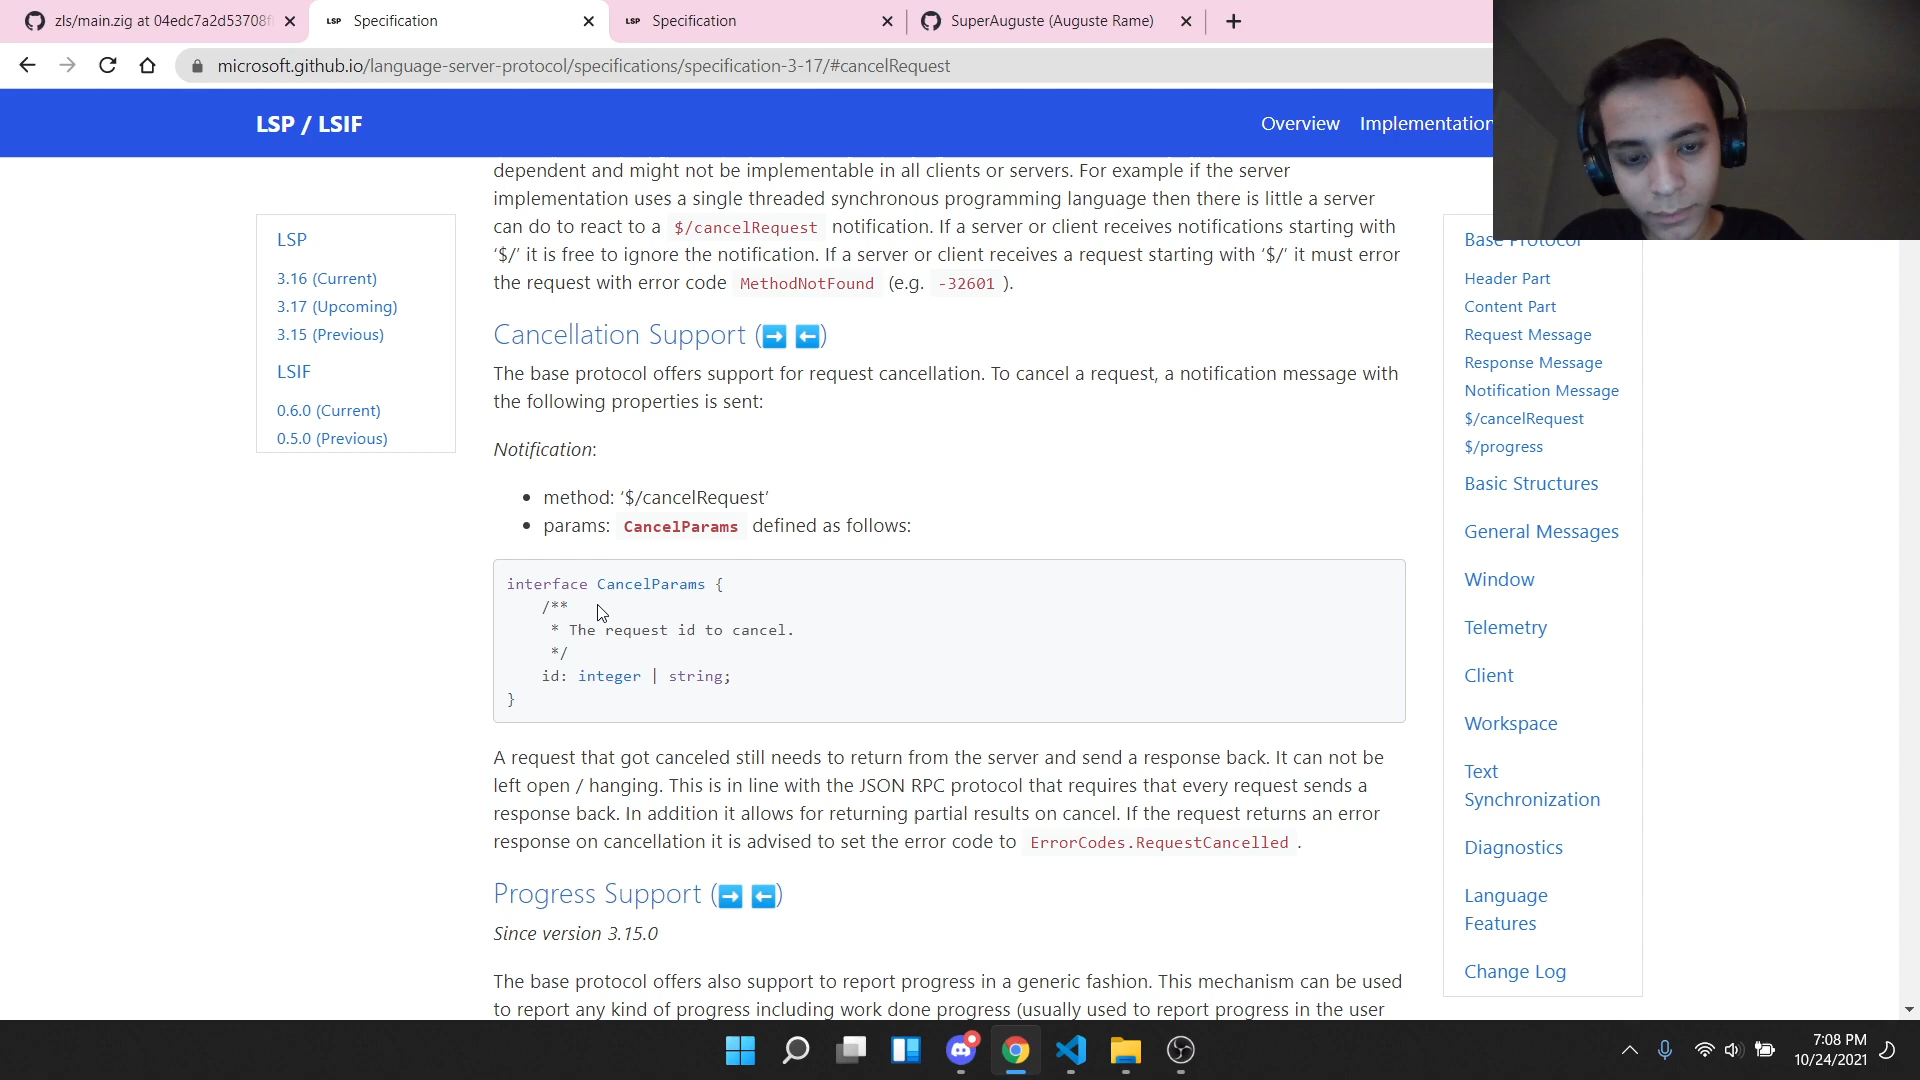 zls/main.zig at 04edc7a2d53708f
LSP Specification
LSP Specification
SuperAuguste (Auguste Rame)
microsoft.github.io/language-server-protocol/specifications/specification-3-17/#cancelRequest
LSP / LSIF
Overview
Implementation
LSP
3.16 (Current)
3.17 (Upcoming)
3.15 (Previous)
LSIF
0.6.0 (Current)
0.5.0 (Previous)
dependent and might not be implementable in all clients or servers. For example if the server
implementation uses a single threaded synchronous programming language then there is little a server
can do to react to a $/cancelRequest notification. If a server or client receives notifications starting with
‘$/’ it is free to ignore the notification. If a server or client receives a request starting with ‘$/’ it must error
the request with error code MethodNotFound (e.g. -32601 ).
Cancellation Support (➡️ ⬅️)
The base protocol offers support for request cancellation. To cancel a request, a notification message with
the following properties is sent:
Notification:
• method: ‘$/cancelRequest’
• params: CancelParams defined as follows:
interface CancelParams {
/**
* The request id to cancel.
*/
id: integer | string;
}
A request that got canceled still needs to return from the server and send a response back. It can not be
left open / hanging. This is in line with the JSON RPC protocol that requires that every request sends a
response back. In addition it allows for returning partial results on cancel. If the request returns an error
response on cancellation it is advised to set the error code to ErrorCodes.RequestCancelled .
Progress Support (➡️ ⬅️)
Since version 3.15.0
The base protocol offers also support to report progress in a generic fashion. This mechanism can be used
to report any kind of progress including work done progress (usually used to report progress in the user
Base Protocol
Header Part
Content Part
Request Message
Response Message
Notification Message
$/cancelRequest
$/progress
Basic Structures
General Messages
Window
Telemetry
Client
Workspace
Text
Synchronization
Diagnostics
Language
Features
Change Log
7:08 PM
10/24/2021